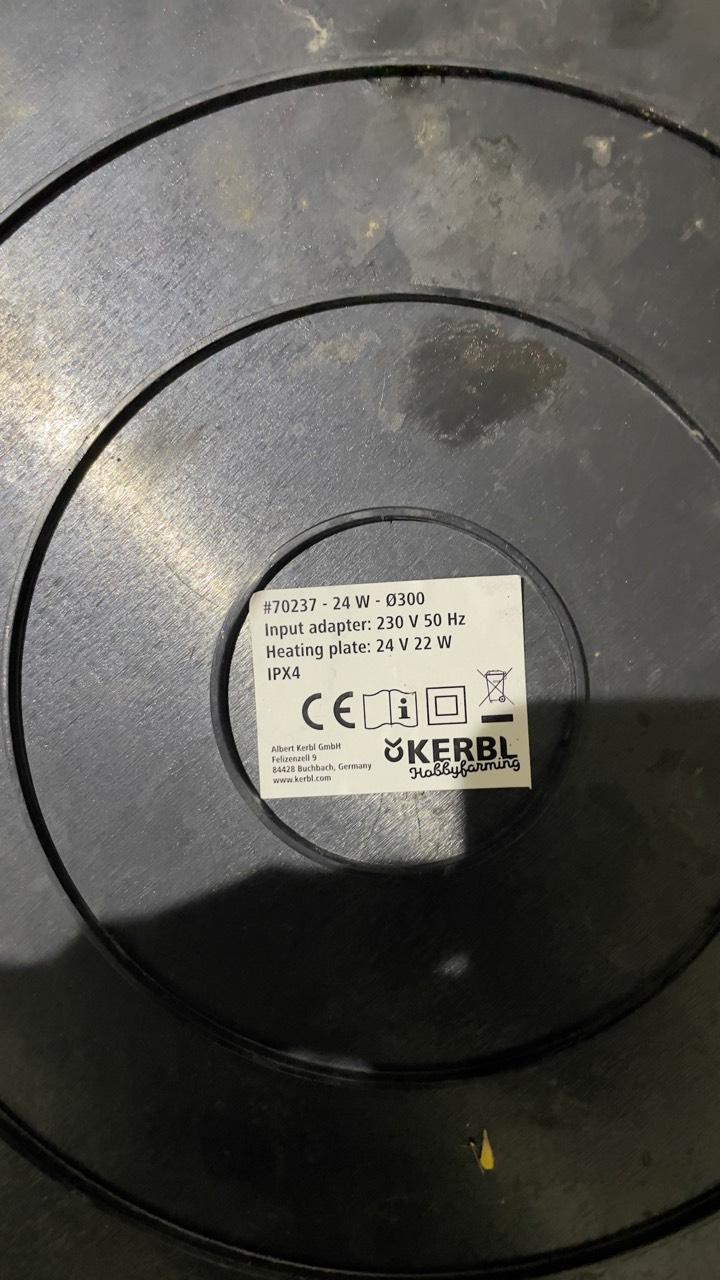 #70237 - 24 W - Ø300
Input adapter: 230 V 50 Hz
Heating plate: 24 V 22 W
IPX4
CE
i
Albert Kerbl GmbH
Felizenzell 9
84428 Buchbach, Germany
www.kerbl.com
KERBL
Hobbyfarming